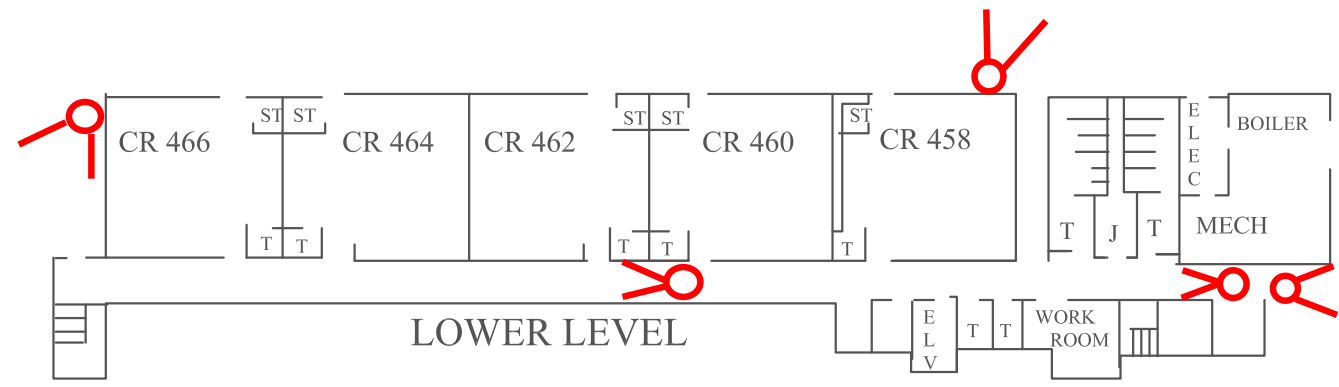 ST ST
ST ST
ST
E
L
E
C
BOILER
CR 466
CR 464
CR 462
CR 460
CR 458
T T
T T
T
T
J
T
MECH
LOWER LEVEL
E
L
V
T T
WORK
ROOM